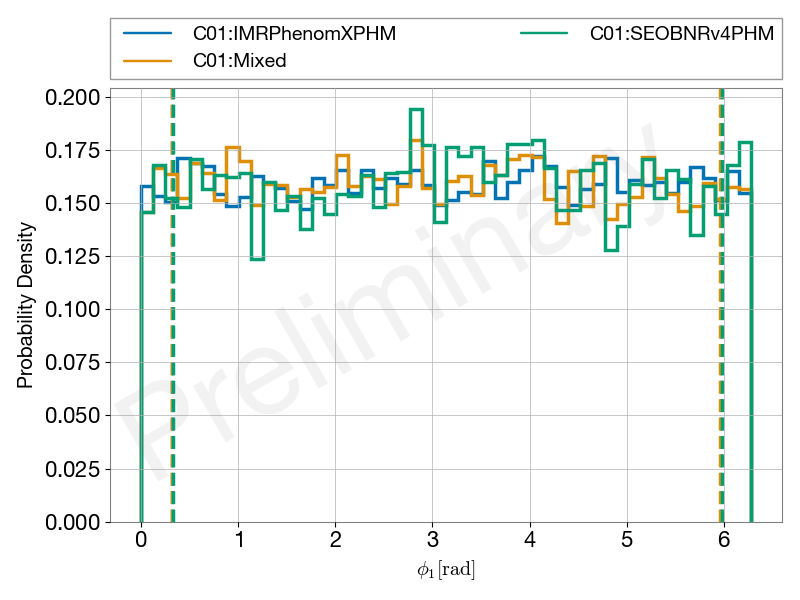 C01:IMRPhenomXPHM
C01:Mixed
C01:SEOBNRv4PHM
0.200
0.175
0.150
0.125
0.100
0.075
0.050
0.025
0.000
Probability Density
Preliminary
0 1 2 3 4 5 6
ϕ₁[rad]